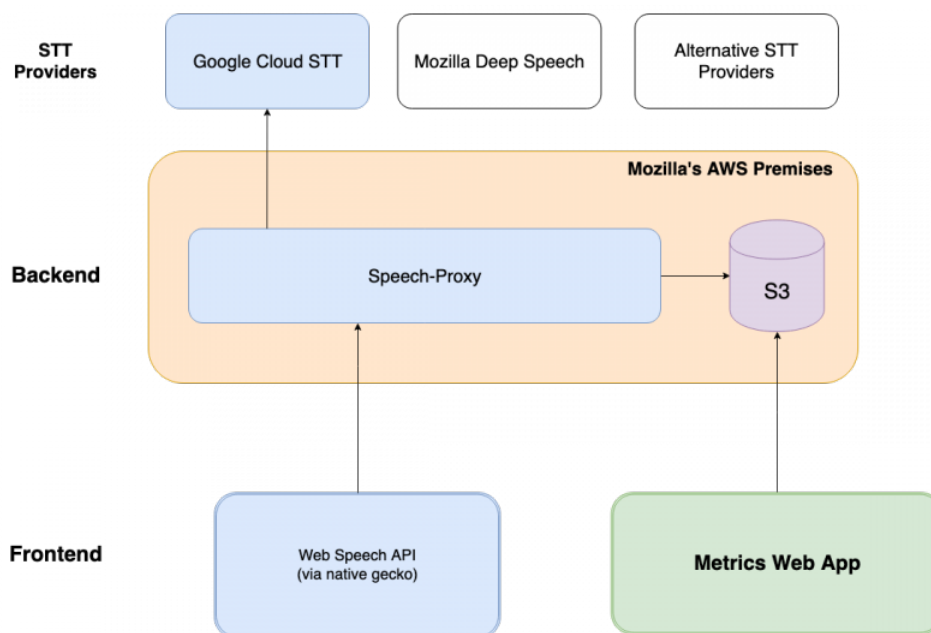 STT
Providers
Google Cloud STT
Mozilla Deep Speech
Alternative STT
Providers
Mozilla's AWS Premises
Backend
Speech-Proxy
S3
Frontend
Web Speech API
(via native gecko)
Metrics Web App